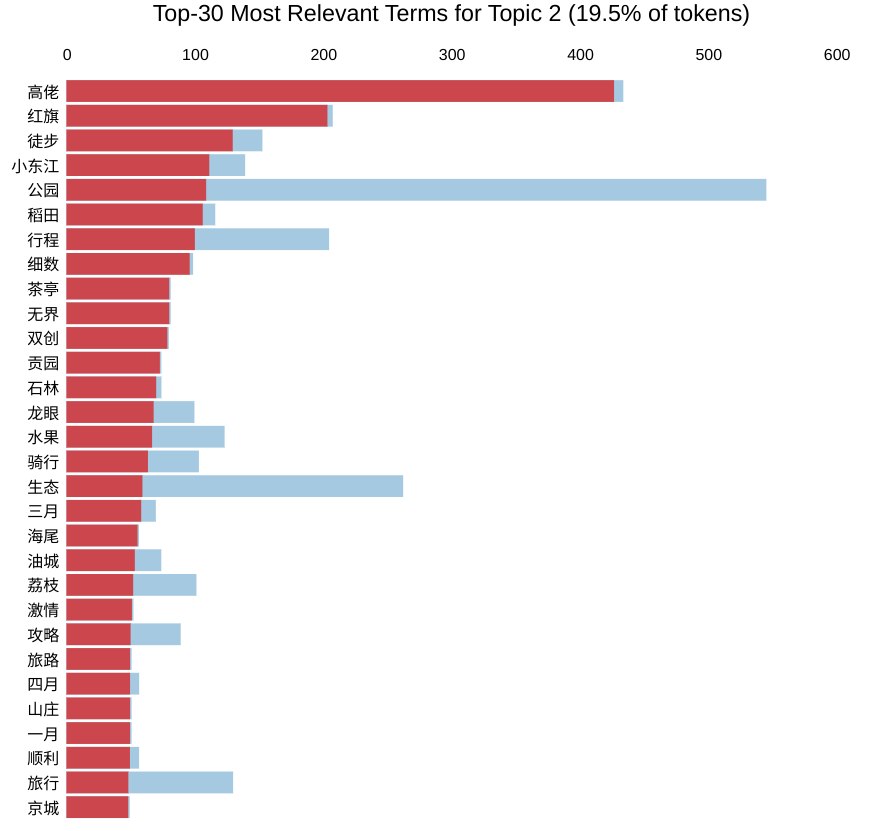 Top-30 Most Relevant Terms for Topic 2 (19.5% of tokens)
0 100 200 300 400 500 600
高佬
红旗
徒步
小东江
公园
稻田
行程
细数
茶亭
无界
双创
贡园
石林
龙眼
水果
骑行
生态
三月
海尾
油城
荔枝
激情
攻略
旅路
四月
山庄
一月
顺利
旅行
京城